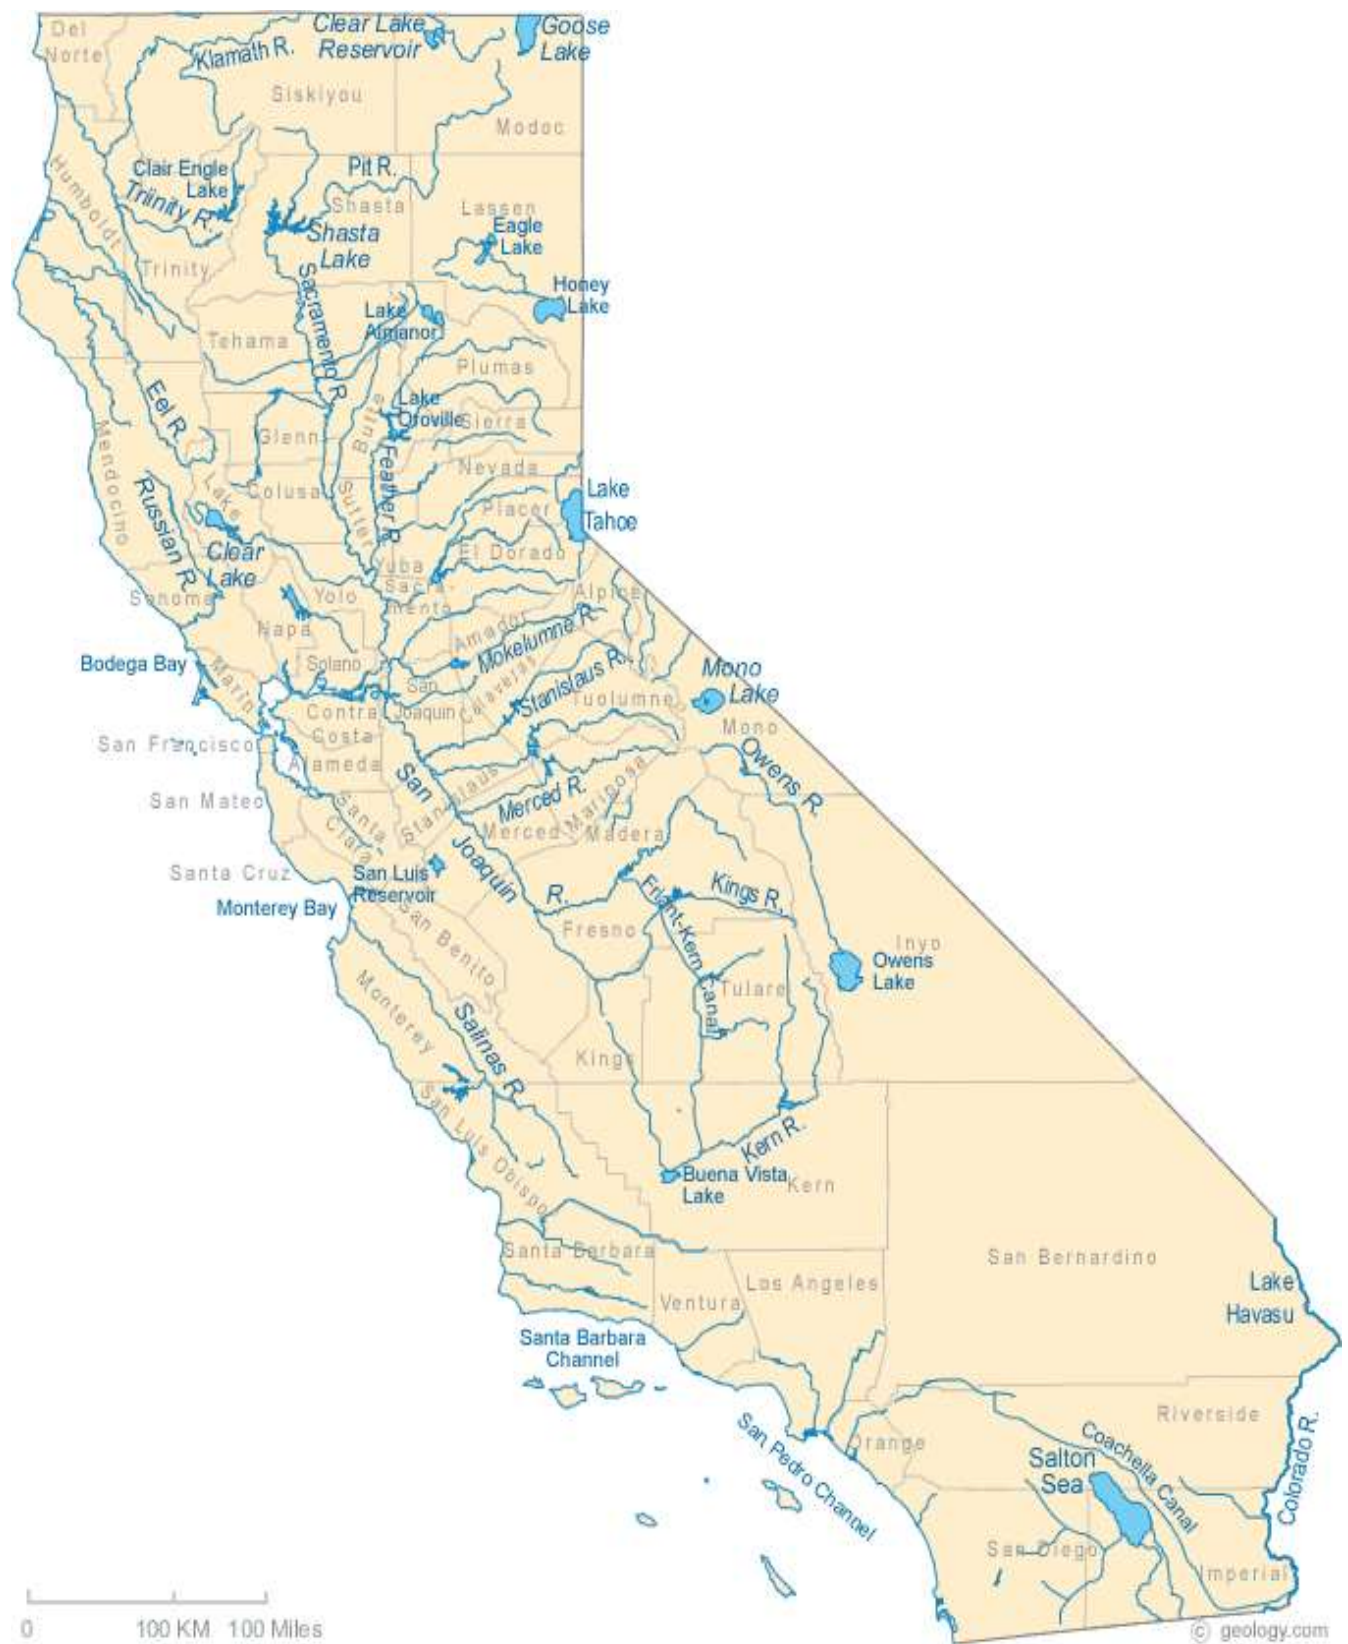 Del
Norte
Klamath R.
Clear Lake
Reservoir
Goose
Lake
Siskiyou
Modoc
Humboldt
Clair Engle
Lake
Triinity R.
Pit R.
Shasta
Shasta
Lake
Lassen
Eagle
Lake
Trinity
Honey
Lake
Sacramento R.
Lake
Almanor
Tehama
Plumas
Eel R.
Butte
Lake
Oroville
Sierra
Glenn
Mendocino
Feather R.
Nevada
Lake
Colusa
Sutter
Placer
Lake
Tahoe
Russian R.
Clear
Lake
Yuba
El Dorado
Sonoma
Yolo
Sacra-
mento
Alpine
Napa
Amador
Mokelumne R.
Bodega Bay
Marin
Solano
San
Joaquin
Calaveras
Stanislaus R.
Tuolumne
Mono
Lake
Mono
Contra
Costa
San Francisco
Alameda
San Mateo
Santa
Clara
Stanislaus
Merced R.
Merced
Mariposa
Madera
Owens R.
San
Joaquin
R.
Santa Cruz
San Luis
Reservoir
Monterey Bay
San Benito
Friant-Kern Canal
Kings R.
Fresno
Inyo
Owens
Lake
Tulare
Monterey
Salinas R.
Kings
San Luis Obispo
Kern R.
Buena Vista
Lake
Kern
Santa Barbara
Ventura
Los Angeles
San Bernardino
Lake
Havasu
Santa Barbara
Channel
San Pedro Channel
Orange
Riverside
Colorado R.
Salton
Sea
Coachella Canal
San Diego
Imperial
0
100 KM
100 Miles
© geology.com